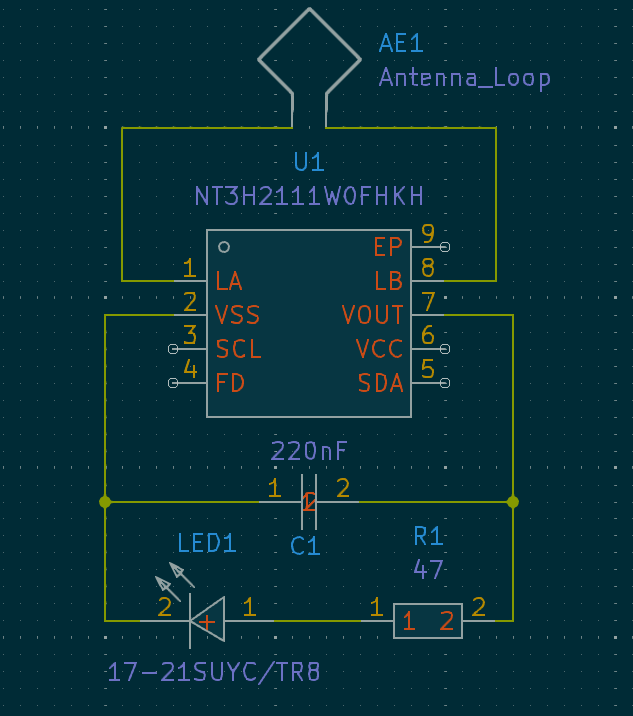 AE1
Antenna_Loop
U1
NT3H2111W0FHKH
EP 9
1 LA LB 8
2 VSS VOUT 7
3 SCL VCC 6
4 FD SDA 5
220nF
1 1 2 2
C1
LED1
R1
47
2 + 1 1 1 2 2
17-21SUYC/TR8